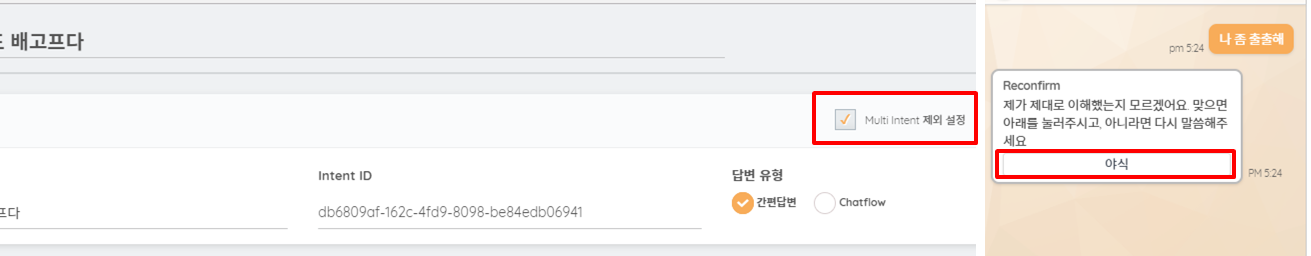 배고프다
Multi Intent 제외 설정
Intent ID
답변 유형
프다
db6809af-162c-4fd9-8098-be84edb06941
간편답변
Chatflow
pm 5:24
나 좀 출출해
Reconfirm
제가 제대로 이해했는지 모르겠어요. 맞으면
아래를 눌러주시고, 아니라면 다시 말씀해주
세요
야식
PM 5:24